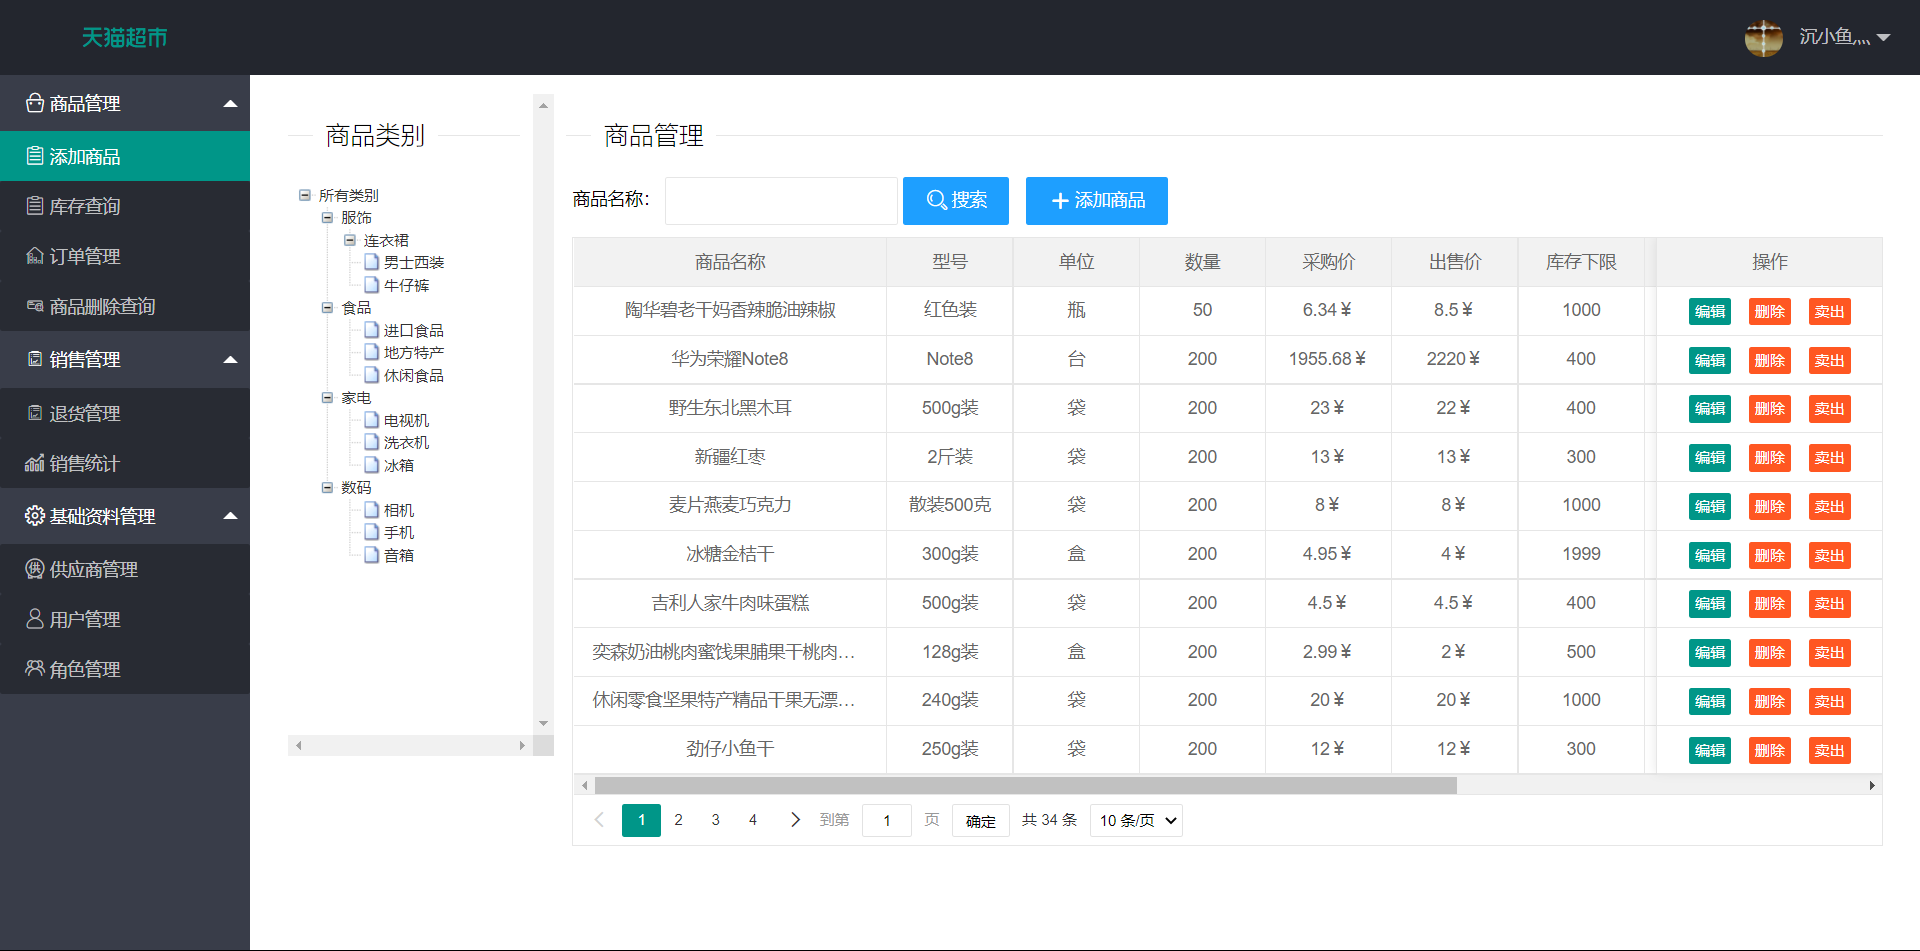 天猫超市
沉小鱼灬
商品管理
添加商品
库存查询
订单管理
商品删除查询
销售管理
退货管理
销售统计
基础资料管理
供应商管理
用户管理
角色管理
商品类别
所有类别
服饰
连衣裙
男士西装
牛仔裤
食品
进口食品
地方特产
休闲食品
家电
电视机
洗衣机
冰箱
数码
相机
手机
音箱
商品管理
商品名称: 搜索 添加商品
商品名称 型号 单位 数量 采购价 出售价 库存下限 操作
陶华碧老干妈香辣脆油辣椒 红色装 瓶 50 6.34¥ 8.5¥ 1000 编辑 删除 卖出
华为荣耀Note8 Note8 台 200 1955.68¥ 2220¥ 400 编辑 删除 卖出
野生东北黑木耳 500g装 袋 200 23¥ 22¥ 400 编辑 删除 卖出
新疆红枣 2斤装 袋 200 13¥ 13¥ 300 编辑 删除 卖出
麦片燕麦巧克力 散装500克 袋 200 8¥ 8¥ 1000 编辑 删除 卖出
冰糖金桔干 300g装 盒 200 4.95¥ 4¥ 1999 编辑 删除 卖出
吉利人家牛肉味蛋糕 500g装 袋 200 4.5¥ 4.5¥ 400 编辑 删除 卖出
奕森奶油桃肉蜜饯果脯果干桃肉… 128g装 盒 200 2.99¥ 2¥ 500 编辑 删除 卖出
休闲零食坚果特产精品干果无漂… 240g装 袋 200 20¥ 20¥ 1000 编辑 删除 卖出
劲仔小鱼干 250g装 袋 200 12¥ 12¥ 300 编辑 删除 卖出
1 2 3 4 到第 1 页 确定 共 34 条 10 条/页